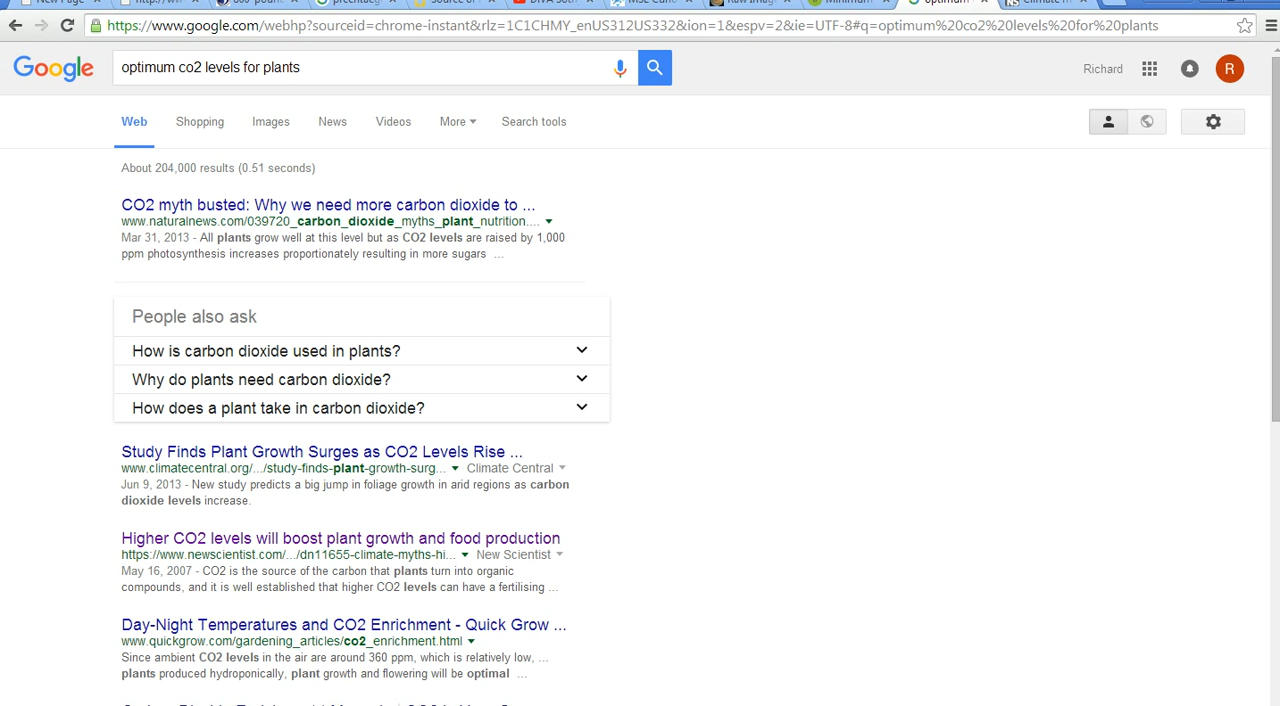 New Page
https://www.google.com/webhp?sourceid=chrome-instant&rlz=1C1CHMY_enUS312US332&ion=1&espv=2&ie=UTF-8#q=optimum%20co2%20levels%20for%20plants
Google optimum co2 levels for plants Richard R
Web Shopping Images News Videos More Search tools
About 204,000 results (0.51 seconds)
CO2 myth busted: Why we need more carbon dioxide to ...
www.naturalnews.com/039720_carbon_dioxide_myths_plant_nutrition....
Mar 31, 2013 - All plants grow well at this level but as CO2 levels are raised by 1,000
ppm photosynthesis increases proportionately resulting in more sugars ...
People also ask
How is carbon dioxide used in plants?
Why do plants need carbon dioxide?
How does a plant take in carbon dioxide?
Study Finds Plant Growth Surges as CO2 Levels Rise ...
www.climatecentral.org/.../study-finds-plant-growth-surg... Climate Central
Jun 9, 2013 - New study predicts a big jump in foliage growth in arid regions as carbon
dioxide levels increase.
Higher CO2 levels will boost plant growth and food production
https://www.newscientist.com/.../dn11655-climate-myths-hi... New Scientist
May 16, 2007 - CO2 is the source of the carbon that plants turn into organic
compounds, and it is well established that higher CO2 levels can have a fertilising ...
Day-Night Temperatures and CO2 Enrichment - Quick Grow ...
www.quickgrow.com/gardening_articles/co2_enrichment.html
Since ambient CO2 levels in the air are around 360 ppm, which is relatively low, ...
plants produced hydroponically, plant growth and flowering will be optimal ...